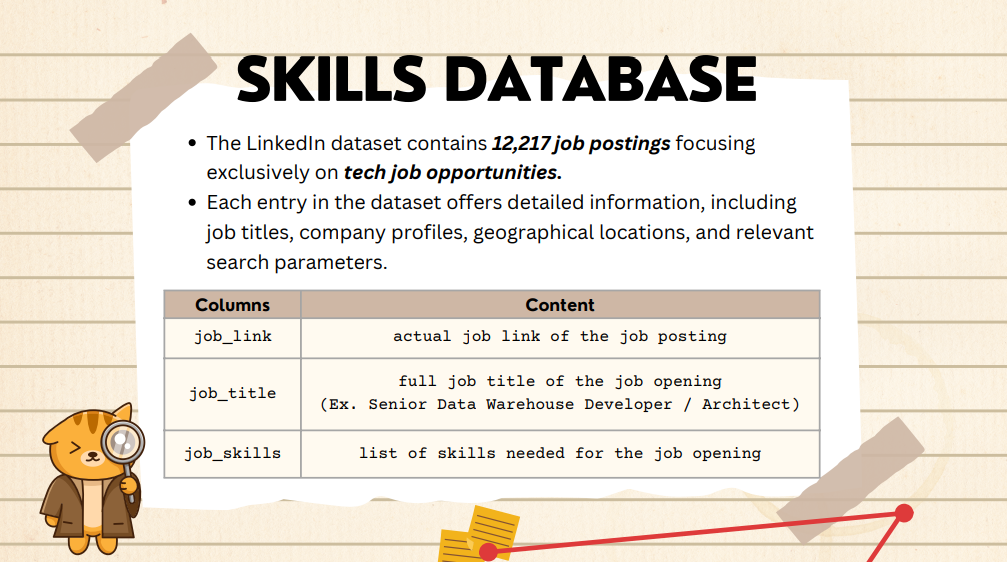 SKILLS DATABASE
• The LinkedIn dataset contains 12,217 job postings focusing
exclusively on tech job opportunities.
• Each entry in the dataset offers detailed information, including
job titles, company profiles, geographical locations, and relevant
search parameters.
Columns Content
job_link actual job link of the job posting
job_title full job title of the job opening
(Ex. Senior Data Warehouse Developer / Architect)
job_skills list of skills needed for the job opening